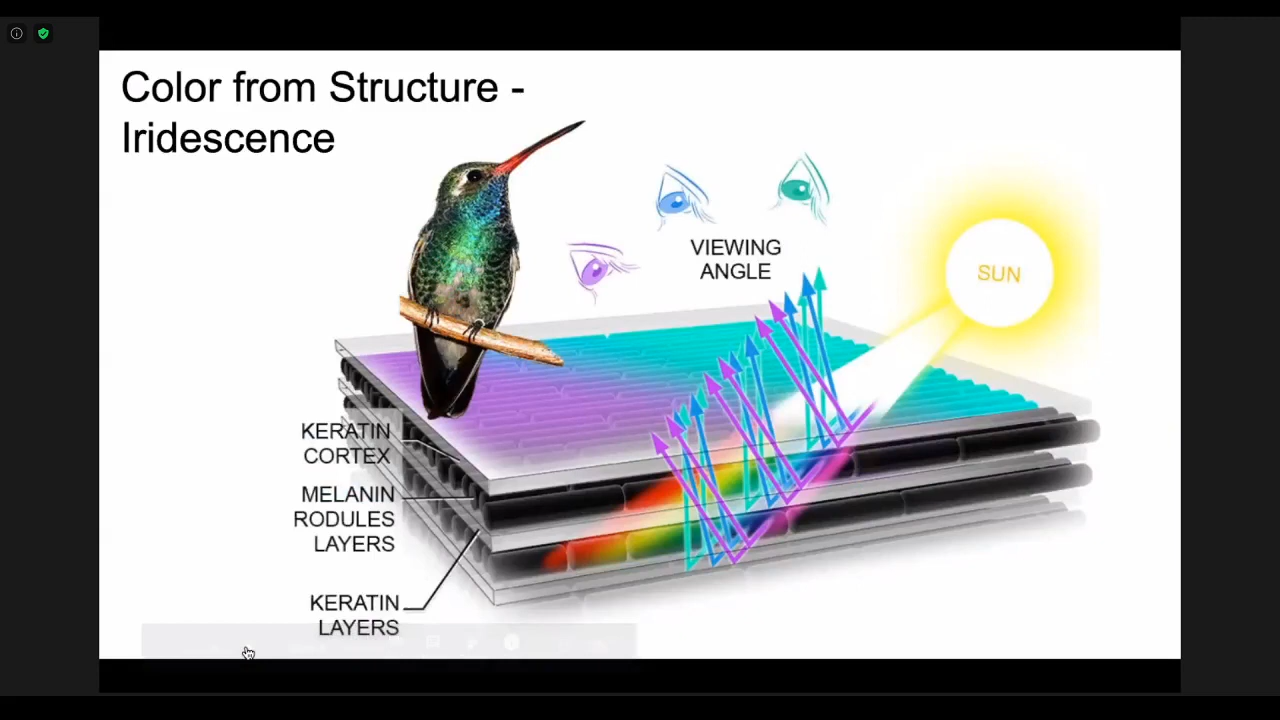 Color from Structure -
Iridescence
VIEWING
ANGLE
SUN
KERATIN
CORTEX
MELANIN
RODULES
LAYERS
KERATIN
LAYERS